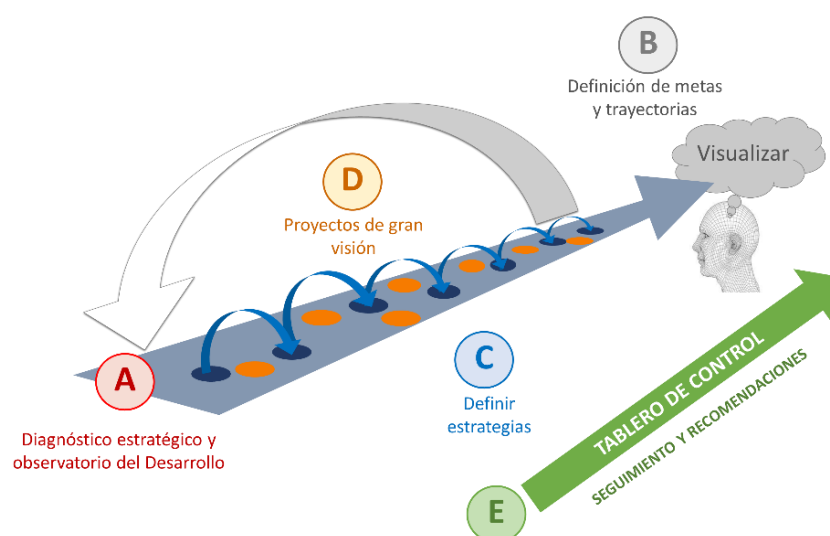 B
Definición de metas
y trayectorias
Visualizar
D
Proyectos de gran
visión
A
Diagnóstico estratégico y
observatorio del Desarrollo
C
Definir
estrategias
TABLERO DE CONTROL
SEGUIMIENTO Y RECOMENDACIONES
E